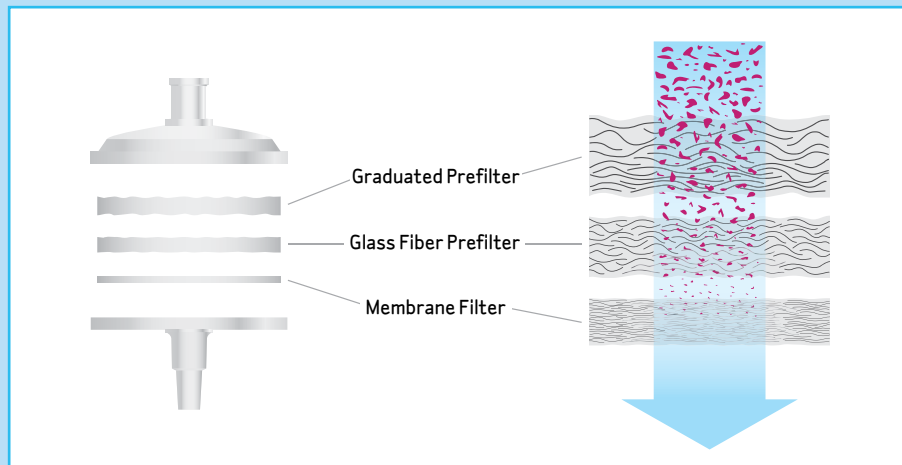 Graduated Prefilter
Glass Fiber Prefilter
Membrane Filter